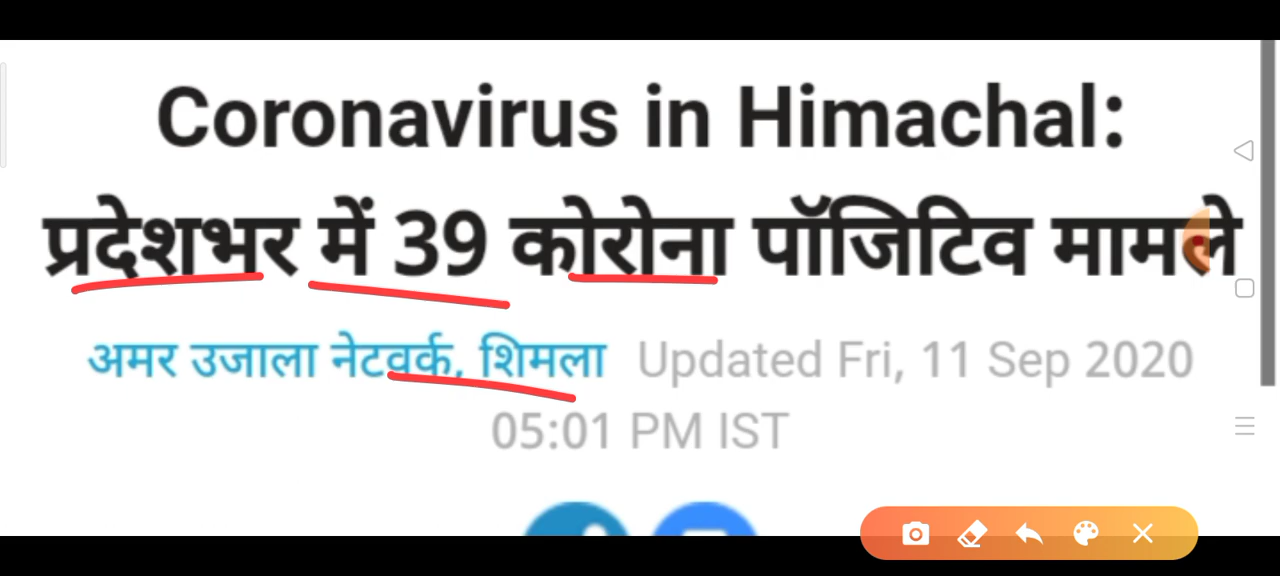 Coronavirus in Himachal:
प्रदेशभर में 39 कोरोना पॉजिटिव मामले
अमर उजाला नेटवर्क, शिमला Updated Fri, 11 Sep 2020
05:01 PM IST